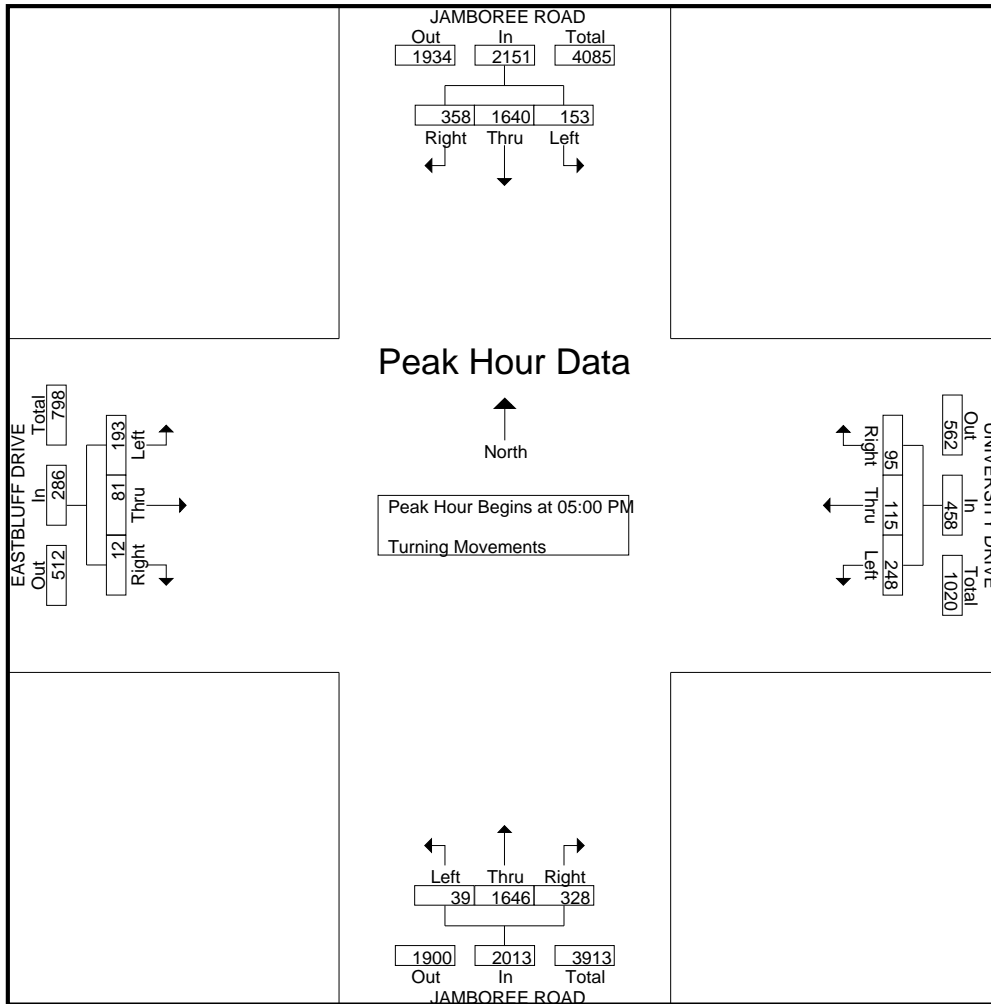 JAMBOREE ROAD
Out In Total
1934 2151 4085
358 1640 153
Right Thru Left
Peak Hour Data
North
Peak Hour Begins at 05:00 PM
Turning Movements
EASTBLUFF DRIVE
Out In Total
512 286 798
12 81 193
Right Thru Left
UNIVERSITY DRIVE
Out In Total
562 458 1020
95 115 248
Right Thru Left
Left Thru Right
39 1646 328
1900 2013 3913
Out In Total
JAMBOREE ROAD